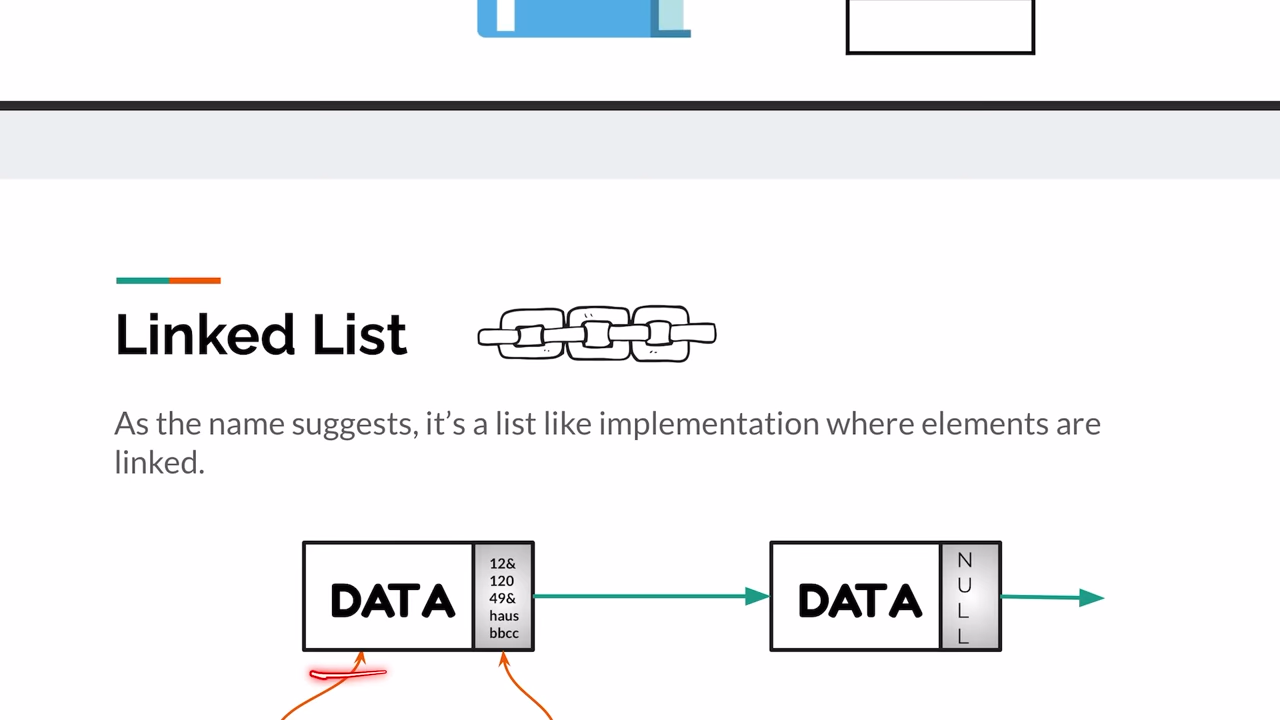 Linked List
As the name suggests, it’s a list like implementation where elements are
linked.
DATA
12&
120
49&
haus
bbcc
DATA
N
U
L
L